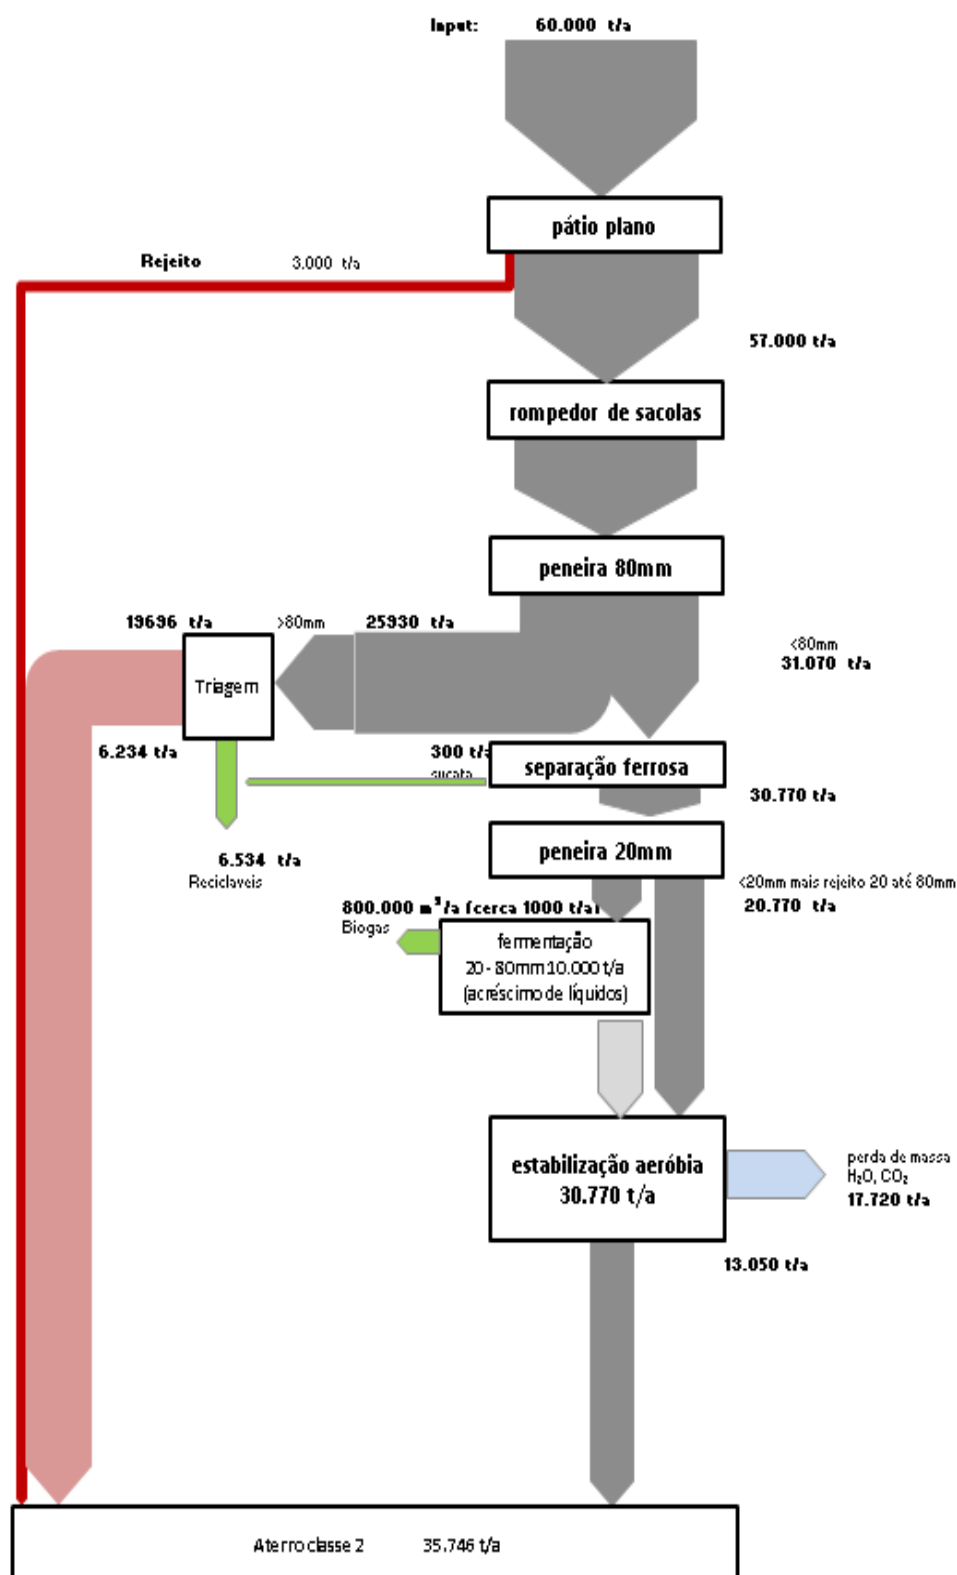 Input: 60.000 t/a
pátio plano
Rejeito 3.000 t/a
57.000 t/a
rompedor de sacolas
peneira 80mm
19696 t/a >80mm 25930 t/a
<80mm
31.070 t/a
Triagem
6.234 t/a
300 t/a
sucata
separação ferrosa
30.770 t/a
peneira 20mm
6.534 t/a
Reciclaveis
<20mm mais rejeito 20 até 80mm
20.770 t/a
800.000 m³/a (cerca 1000 t/a)
Biogas
fermentação
20-80mm 10.000 t/a
(acréscimo de líquidos)
estabilização aeróbia
30.770 t/a
perda de massa
H₂O, CO₂
17.720 t/a
13.050 t/a
Aterro classe 2 35.746 t/a